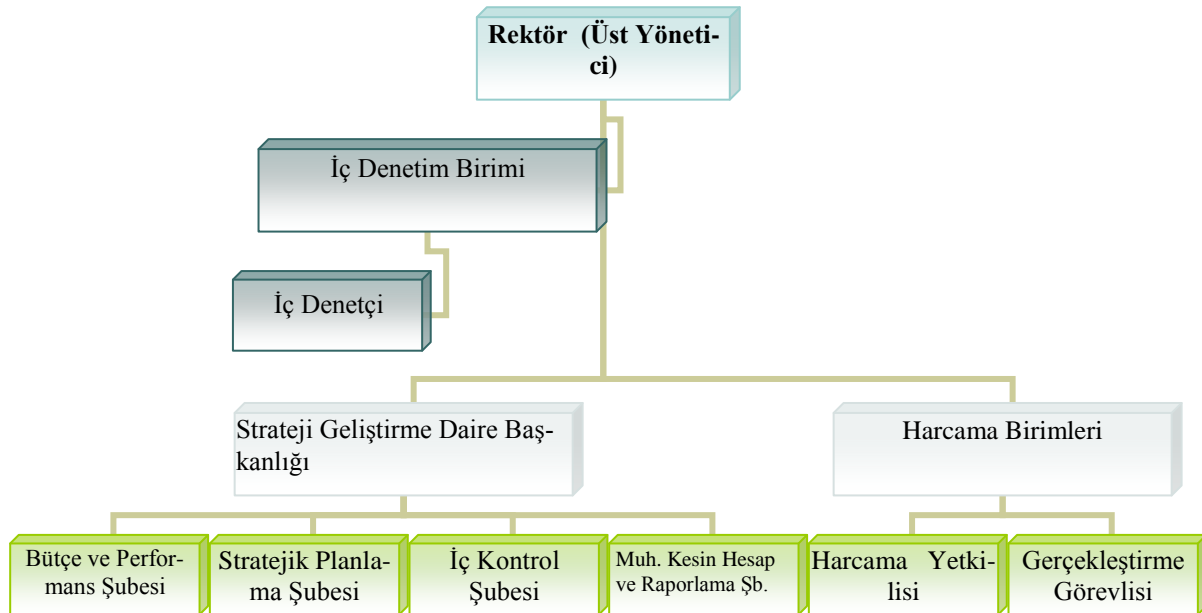 Rektör (Üst Yöneti-
ci)
İç Denetim Birimi
İç Denetçi
Strateji Geliştirme Daire Baş-
kanlığı
Harcama Birimleri
Bütçe ve Perfor-
mans Şubesi
Stratejik Planla-
ma Şubesi
İç Kontrol
Şubesi
Muh. Kesin Hesap
ve Raporlama Şb.
Harcama Yetki-
lisi
Gerçekleştirme
Görevlisi